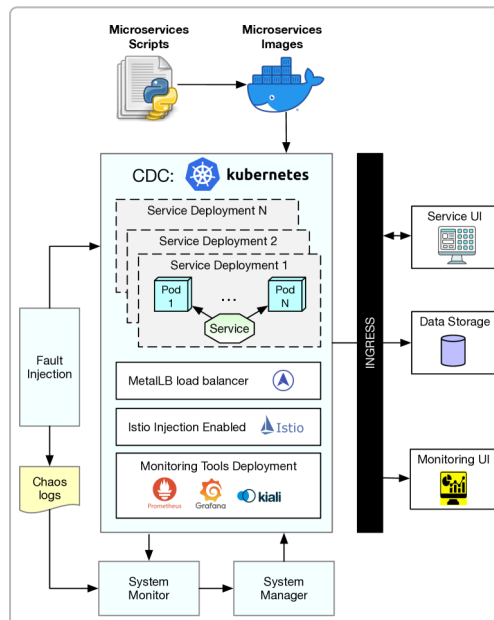 Microservices
Scripts
Microservices
Images
CDC: kubernetes
Service Deployment N
Service Deployment 2
Service Deployment 1
Pod
1
...
Pod
N
Service
MetalLB load balancer
Istio Injection Enabled Istio
Monitoring Tools Deployment
Prometheus
Grafana
kiali
Fault
Injection
Chaos
logs
System
Monitor
System
Manager
INGRESS
Service UI
Data Storage
Monitoring UI